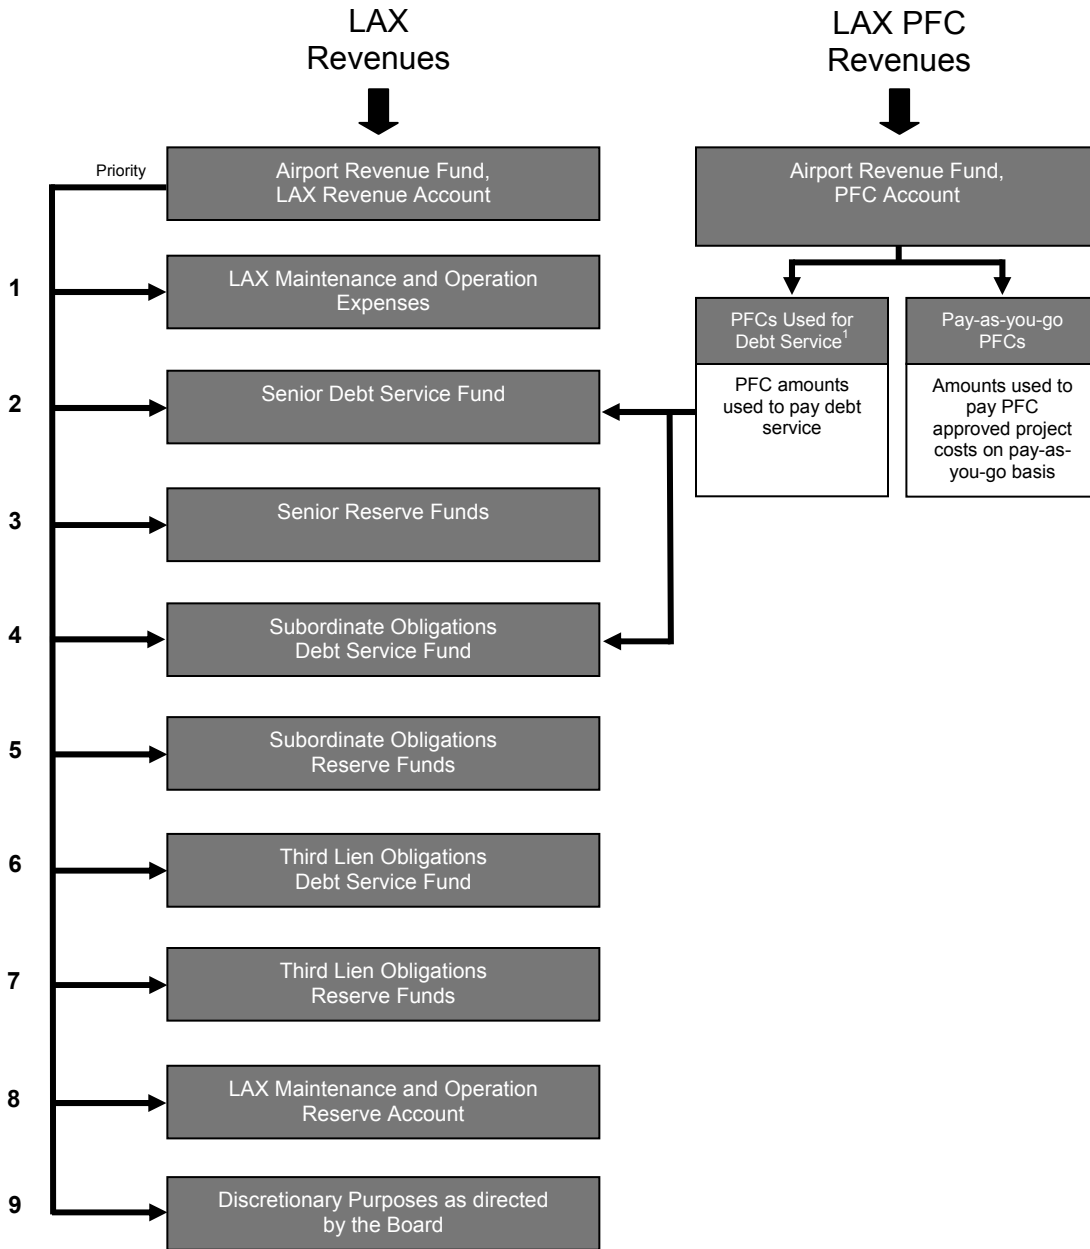 LAX
Revenues
LAX PFC
Revenues
Priority
Airport Revenue Fund,
LAX Revenue Account
Airport Revenue Fund,
PFC Account
1
LAX Maintenance and Operation
Expenses
PFCs Used for
Debt Service1
Pay-as-you-go
PFCs
PFC amounts
used to pay debt
service
Amounts used to
pay PFC
approved project
costs on pay-as-
you-go basis
2
Senior Debt Service Fund
3
Senior Reserve Funds
4
Subordinate Obligations
Debt Service Fund
5
Subordinate Obligations
Reserve Funds
6
Third Lien Obligations
Debt Service Fund
7
Third Lien Obligations
Reserve Funds
8
LAX Maintenance and Operation
Reserve Account
9
Discretionary Purposes as directed
by the Board